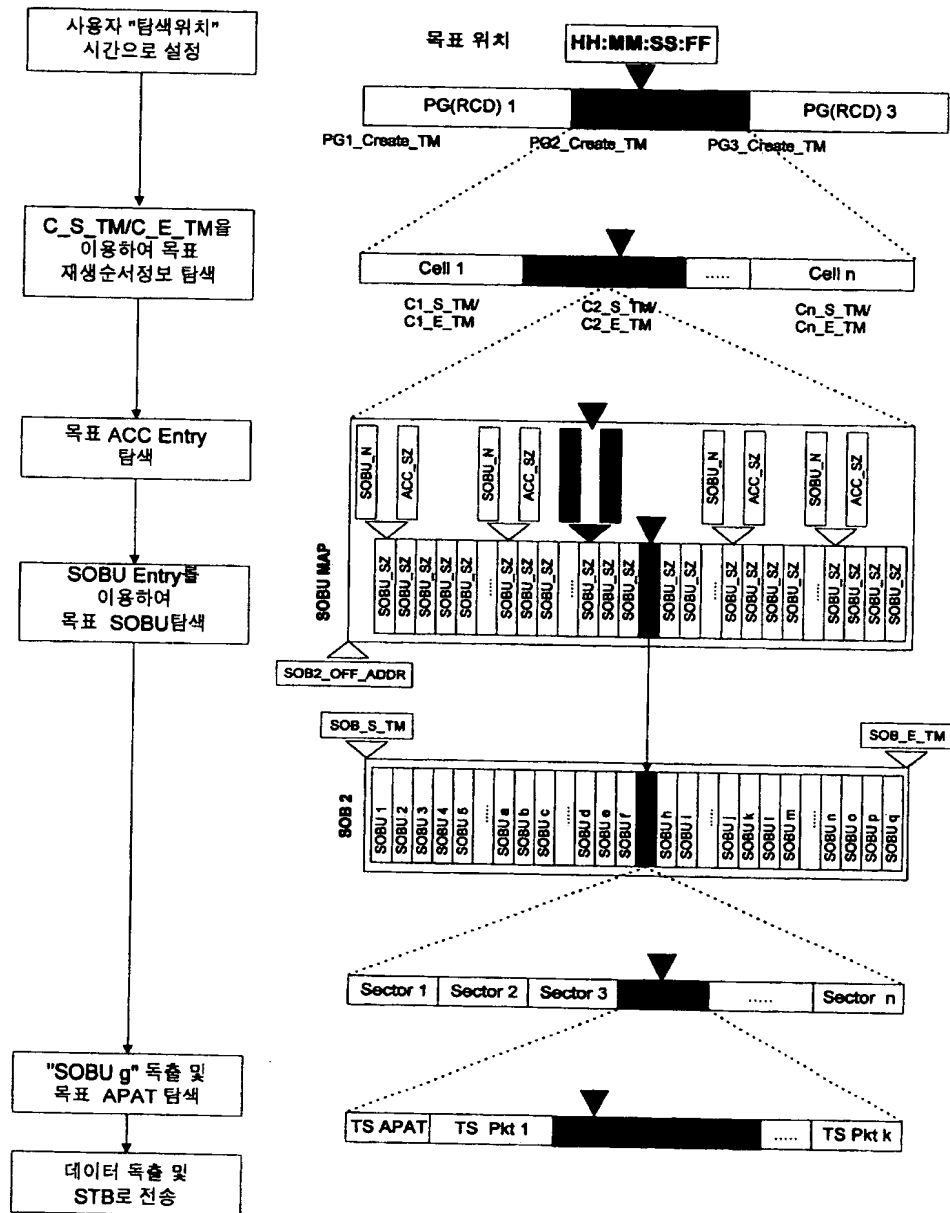 사용자 "탐색위치"
시간으로 설정
목표 위치
HH:MM:SS:FF
PG(RCD) 1
PG(RCD) 3
PG1_Create_TM
PG2_Create_TM
PG3_Create_TM
C_S_TM/C_E_TM을
이용하여 목표
재생순서정보 탐색
Cell 1
.....
Cell n
C1_S_TM/
C1_E_TM
C2_S_TM/
C2_E_TM
Cn_S_TM/
Cn_E_TM
목표 ACC Entry
탐색
SOBU_N
ACC_SZ
SOBU_N
ACC_SZ
SOBU_N
ACC_SZ
SOBU_N
ACC_SZ
SOBU Entry를
이용하여
목표 SOBU탐색
SOBU MAP
SOBU_SZ
SOBU_SZ
SOBU_SZ
SOBU_SZ
SOBU_SZ
......
SOBU_SZ
SOBU_SZ
SOBU_SZ
......
SOBU_SZ
SOBU_SZ
SOBU_SZ
SOBU_SZ
SOBU_SZ
......
SOBU_SZ
SOBU_SZ
SOBU_SZ
SOBU_SZ
......
SOBU_SZ
SOBU_SZ
SOBU_SZ
SOBU_SZ
SOB2_OFF_ADDR
SOB_S_TM
SOB_E_TM
SOB 2
SOBU 1
SOBU 2
SOBU 3
SOBU 4
SOBU 5
......
SOBU a
SOBU b
SOBU c
......
SOBU d
SOBU e
SOBU f
SOBU h
SOBU i
......
SOBU j
SOBU k
SOBU l
SOBU m
......
SOBU n
SOBU o
SOBU p
SOBU q
Sector 1
Sector 2
Sector 3
.....
Sector n
"SOBU g" 독출 및
목표 APAT 탐색
TS APAT
TS Pkt 1
.....
TS Pkt k
데이터 독출 및
STB로 전송